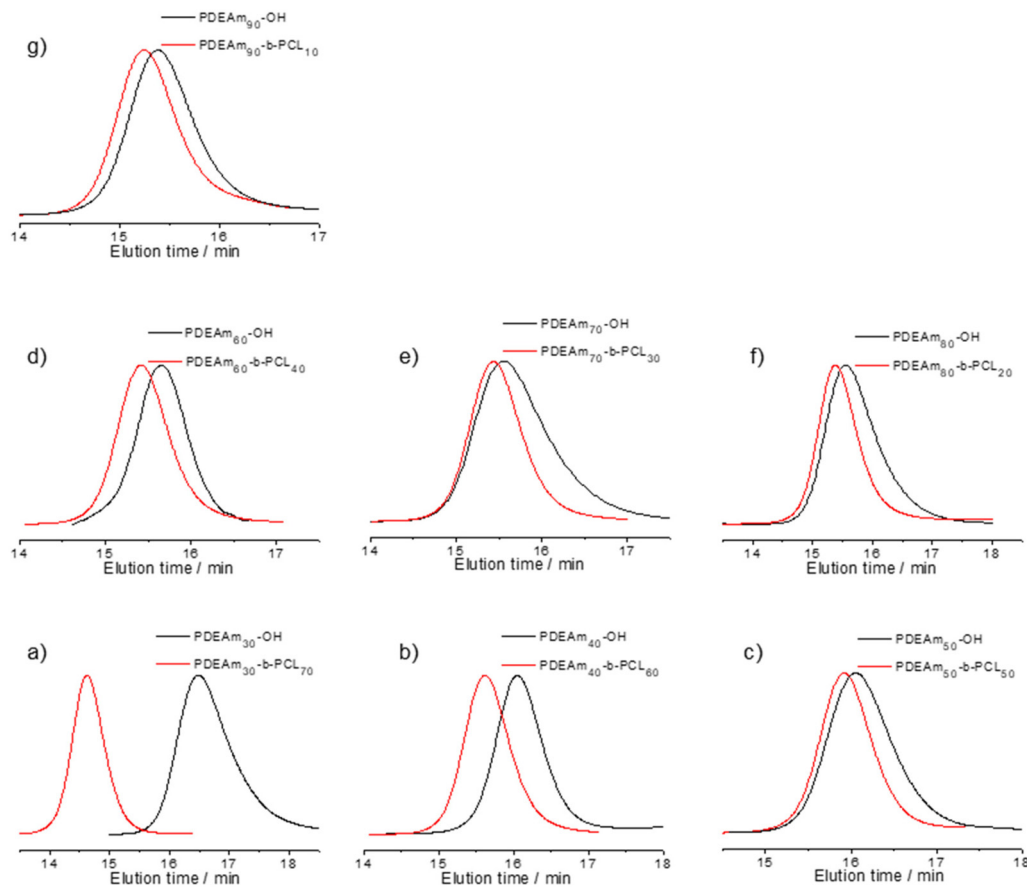 g)
PDEAm90-OH
PDEAm90-b-PCL10
14 15 16 17
Elution time / min
d)
PDEAm60-OH
PDEAm60-b-PCL40
14 15 16 17
Elution time / min
e)
PDEAm70-OH
PDEAm70-b-PCL30
14 15 16 17
Elution time / min
f)
PDEAm80-OH
PDEAm80-b-PCL20
14 15 16 17 18
Elution time / min
a)
PDEAm30-OH
PDEAm30-b-PCL70
14 15 16 17 18
Elution time / min
b)
PDEAm40-OH
PDEAm40-b-PCL60
14 15 16 17 18
Elution time / min
c)
PDEAm50-OH
PDEAm50-b-PCL50
15 16 17 18
Elution time / min